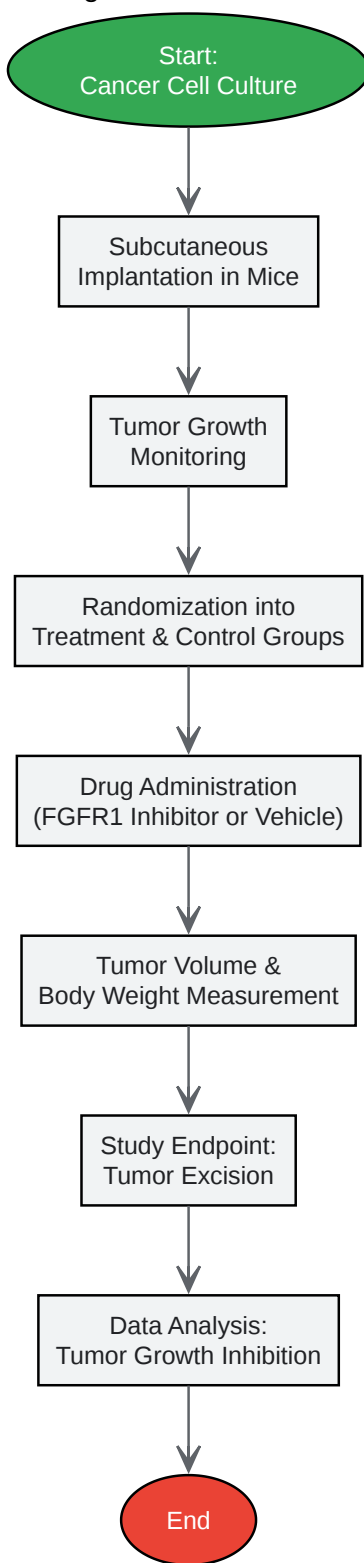 Start:
Cancer Cell Culture
Subcutaneous
Implantation in Mice
Tumor Growth
Monitoring
Randomization into
Treatment & Control Groups
Drug Administration
(FGFR1 Inhibitor or Vehicle)
Tumor Volume &
Body Weight Measurement
Study Endpoint:
Tumor Excision
Data Analysis:
Tumor Growth Inhibition
End